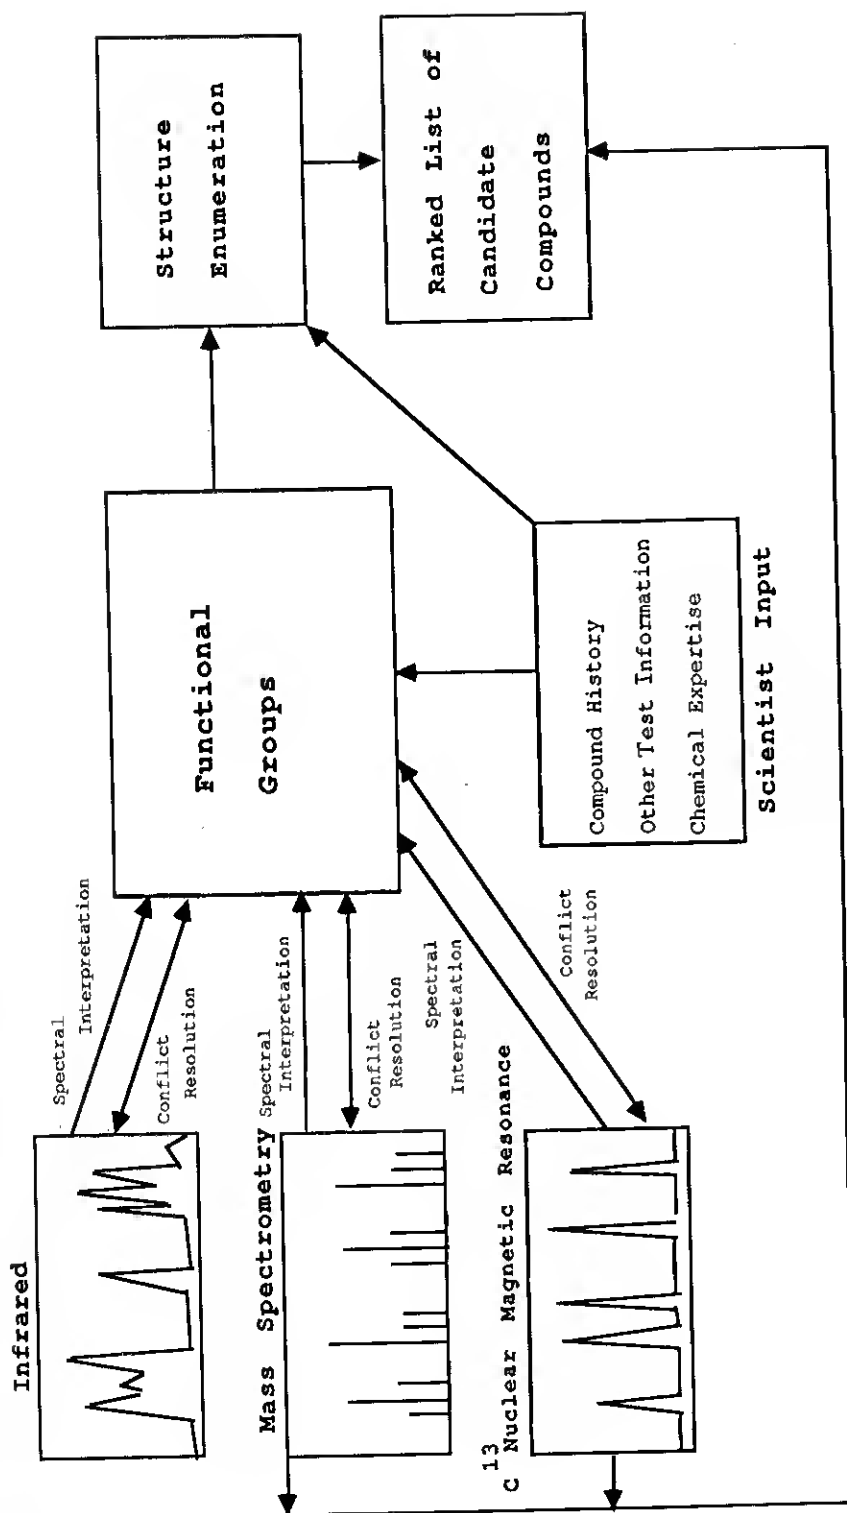 Infrared
Spectral
Interpretation
Conflict
Resolution
Mass Spectrometry
Spectral
Interpretation
Conflict
Resolution
C 13 Nuclear Magnetic Resonance
Spectral
Interpretation
Conflict
Resolution
Functional
Groups
Compound History
Other Test Information
Chemical Expertise
Scientist Input
Structure
Enumeration
Ranked List of
Candidate
Compounds